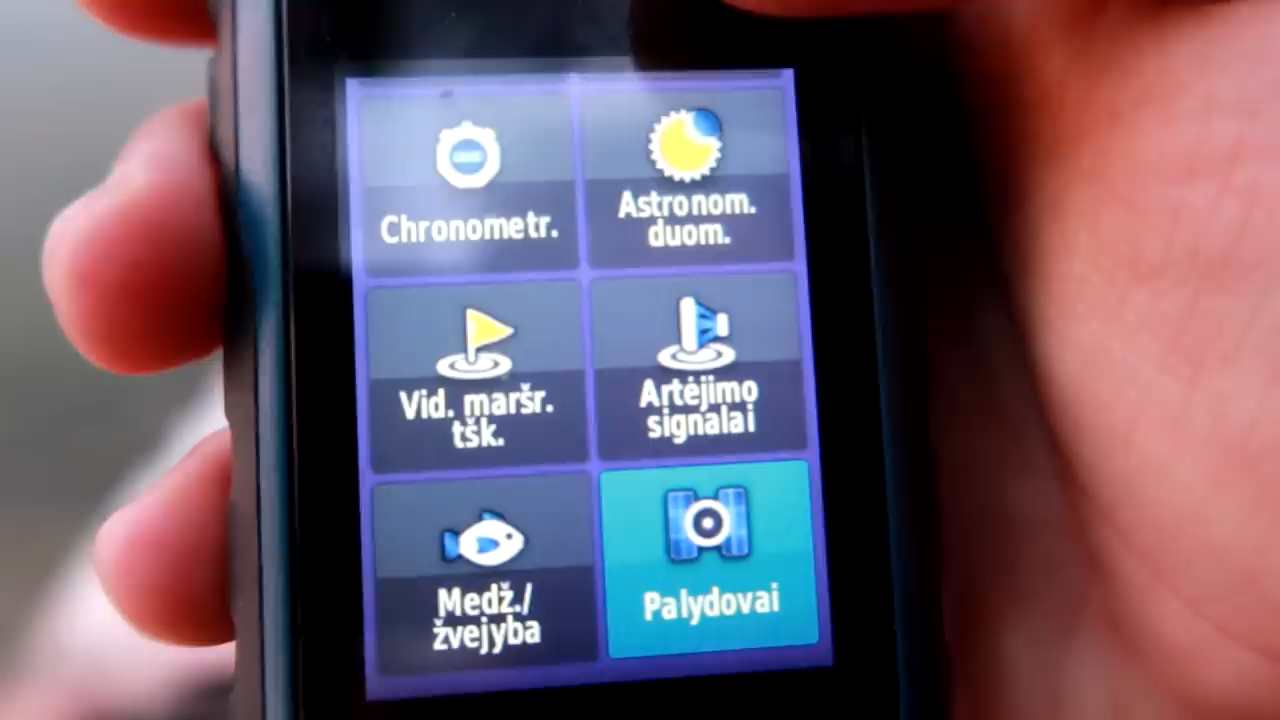 Chronometr.
Astronom.
duom.
Vid. maršr.
tšk.
Artėjimo
signalai
Medž./
žvejyba
Palydovai